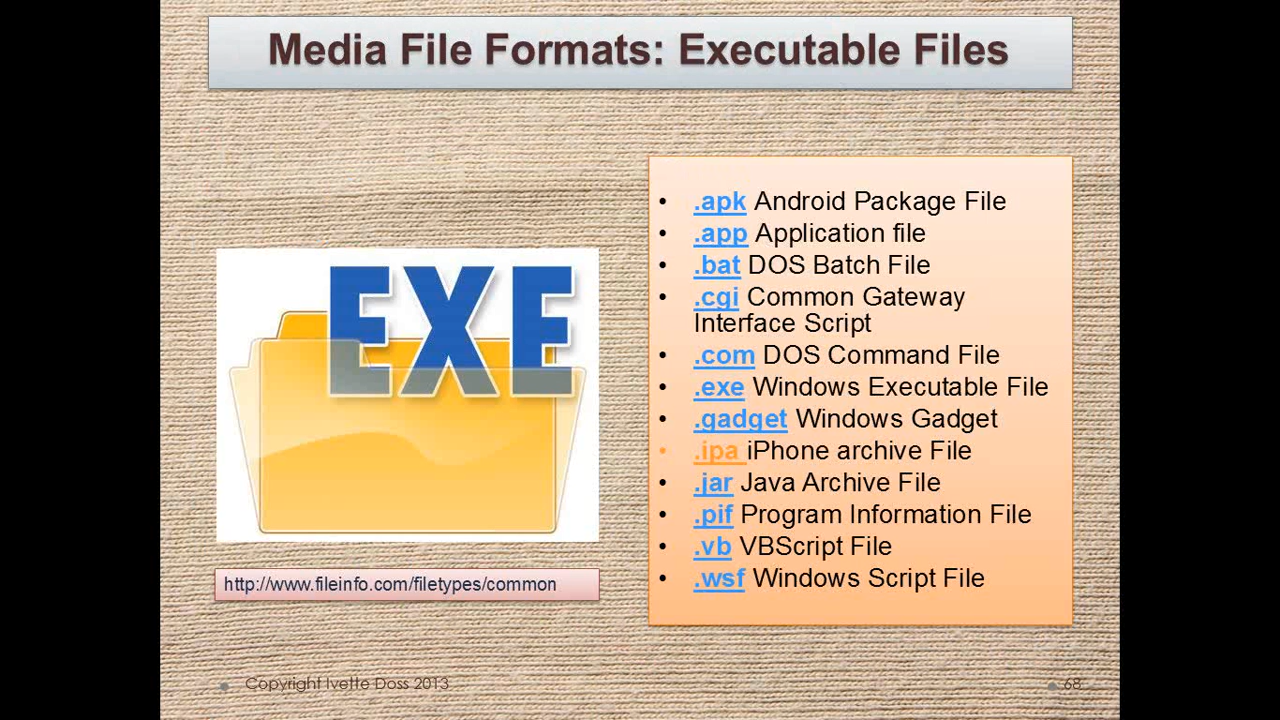 Media File Formats: Executable Files
EXE
http://www.fileinfo.com/filetypes/common
• .apk Android Package File
• .app Application file
• .bat DOS Batch File
• .cgi Common Gateway
Interface Script
• .com DOS Command File
• .exe Windows Executable File
• .gadget Windows Gadget
• .ipa iPhone archive File
• .jar Java Archive File
• .pif Program Information File
• .vb VBScript File
• .wsf Windows Script File
Copyright Ivette Doss 2013
68